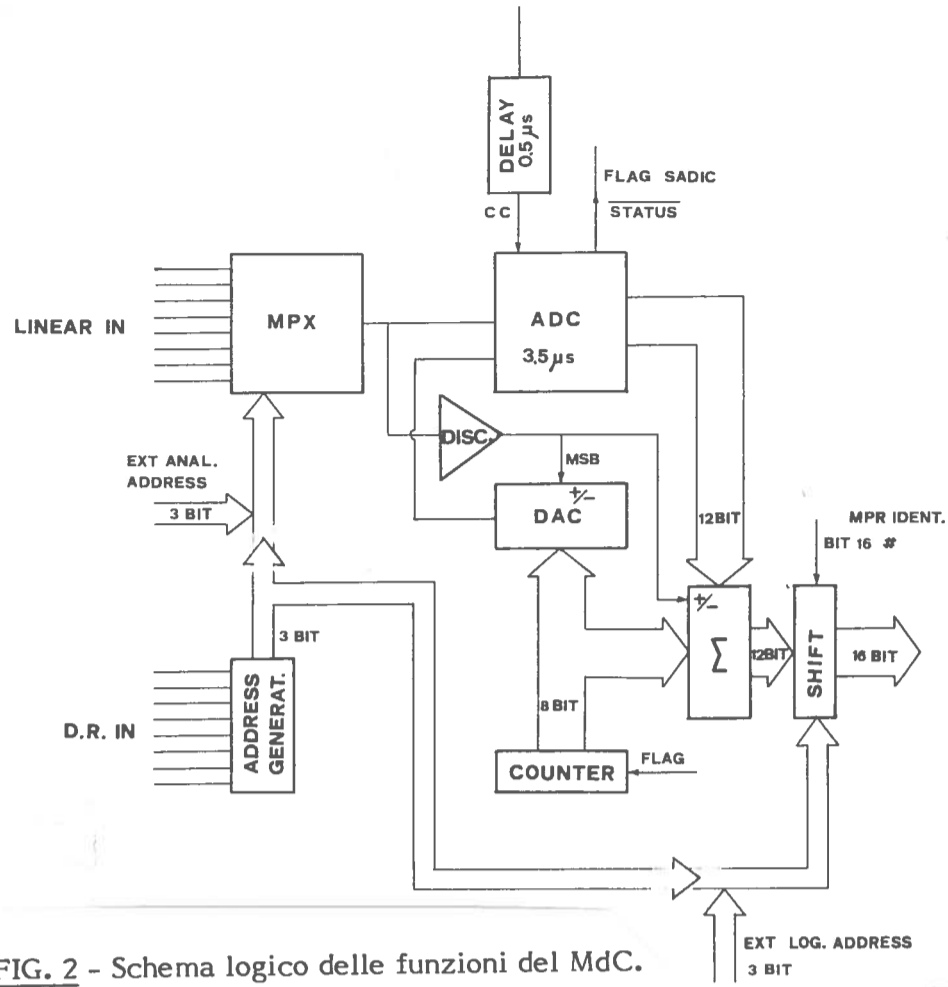 DELAY
0.5 µs
CC
FLAG SADIC
STATUS
LINEAR IN
MPX
ADC
3,5 µs
DISC.
MSB
+/-
DAC
EXT ANAL.
ADDRESS
3 BIT
12BIT
MPR IDENT.
BIT 16 #
+/-
Σ
12BIT
SHIFT
16 BIT
3 BIT
D.R. IN
ADDRESS
GENERAT.
8 BIT
COUNTER
FLAG
EXT LOG. ADDRESS
3 BIT
FIG. 2 - Schema logico delle funzioni del MdC.